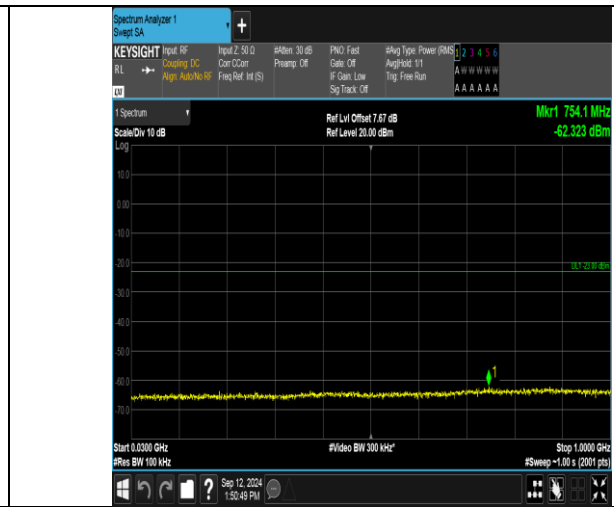 Spectrum Analyzer 1
Swept SA
+
KEYSIGHT
RL
LXI
Input: RF
Coupling: DC
Align: Auto/No RF
Input Z: 50 Ω
Corr CCorr
Freq Ref: Int (S)
#Atten: 30 dB
Preamp: Off
PNO: Fast
Gate: Off
IF Gain: Low
Sig Track: Off
#Avg Type: Power (RMS
Avg|Hold: 1/1
Trig: Free Run
1 2 3 4 5 6
A W W W W W
A A A A A A
1 Spectrum
Scale/Div 10 dB
Ref Lvl Offset 7.67 dB
Ref Level 20.00 dBm
Mkr1 754.1 MHz
-62.323 dBm
Log
10.0
0.00
-10.0
-20.0
DL1 -23.00 dBm
-30.0
-40.0
-50.0
1
-60.0
-70.0
Start 0.0300 GHz
#Res BW 100 kHz
#Video BW 300 kHz*
Stop 1.0000 GHz
#Sweep ~1.00 s (2001 pts)
?
Sep 12, 2024
1:50:49 PM